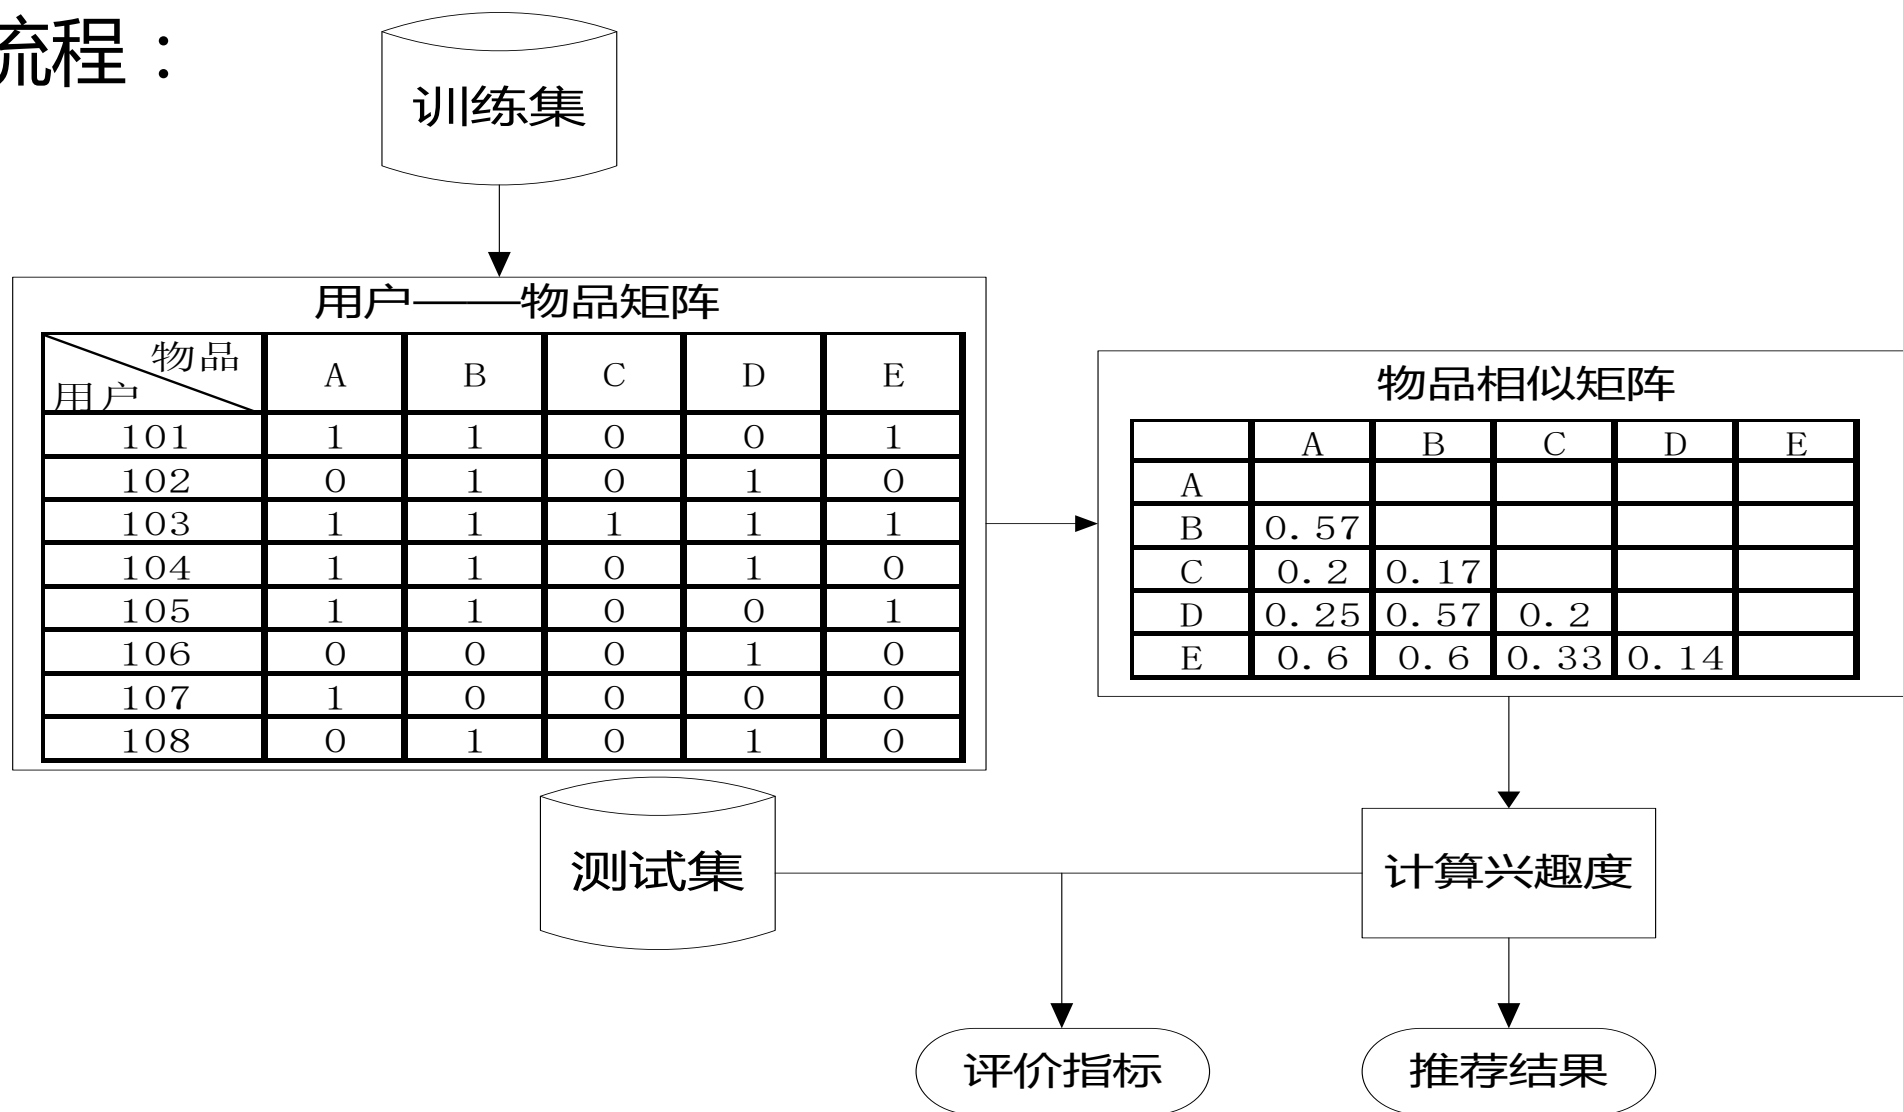 流程：
训练集
用户——物品矩阵
物品 A B C D E
用户
101 1 1 0 0 1
102 0 1 0 1 0
103 1 1 1 1 1
104 1 1 0 1 0
105 1 1 0 0 1
106 0 0 0 1 0
107 1 0 0 0 0
108 0 1 0 1 0
物品相似矩阵
A B C D E
A
B 0.57
C 0.2 0.17
D 0.25 0.57 0.2
E 0.6 0.6 0.33 0.14
测试集
计算兴趣度
评价指标
推荐结果